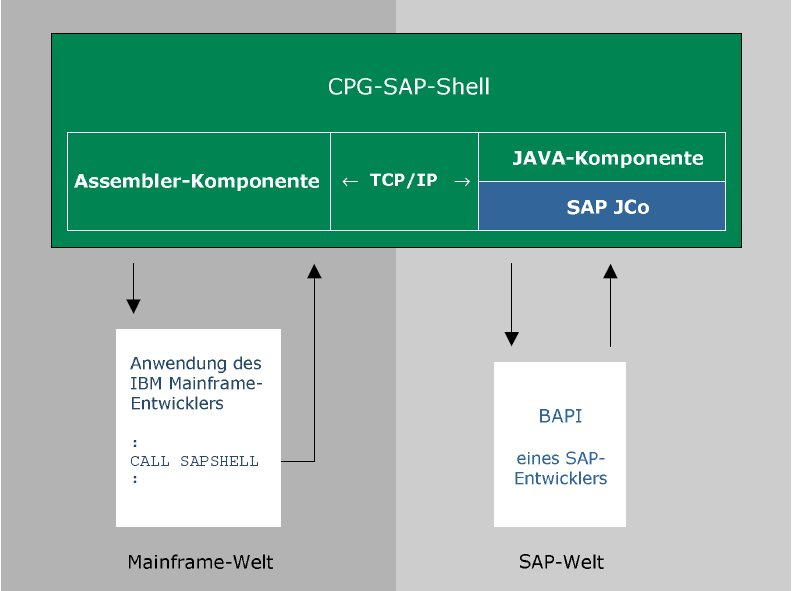 CPG-SAP-Shell
Assembler-Komponente
← TCP/IP →
JAVA-Komponente
SAP JCo
Anwendung des
IBM Mainframe-
Entwicklers
:
CALL SAPSHELL
:
BAPI
eines SAP-
Entwicklers
Mainframe-Welt
SAP-Welt